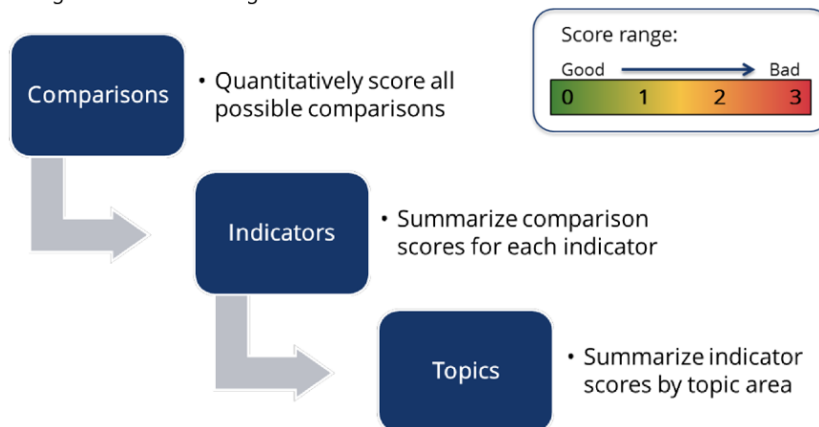 Score range:
Good Bad
0 1 2 3
Comparisons
• Quantitatively score all
possible comparisons
Indicators
• Summarize comparison
scores for each indicator
Topics
• Summarize indicator
scores by topic area